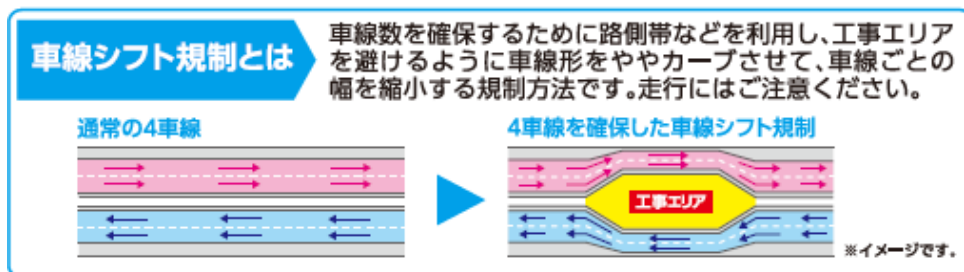 車線シフト規制とは
車線数を確保するために路側帯などを利用し、工事エリア
を避けるように車線形をややカーブさせて、車線ごとの
幅を縮小する規制方法です。走行にはご注意ください。
通常の4車線
4車線を確保した車線シフト規制
工事エリア
※イメージです。